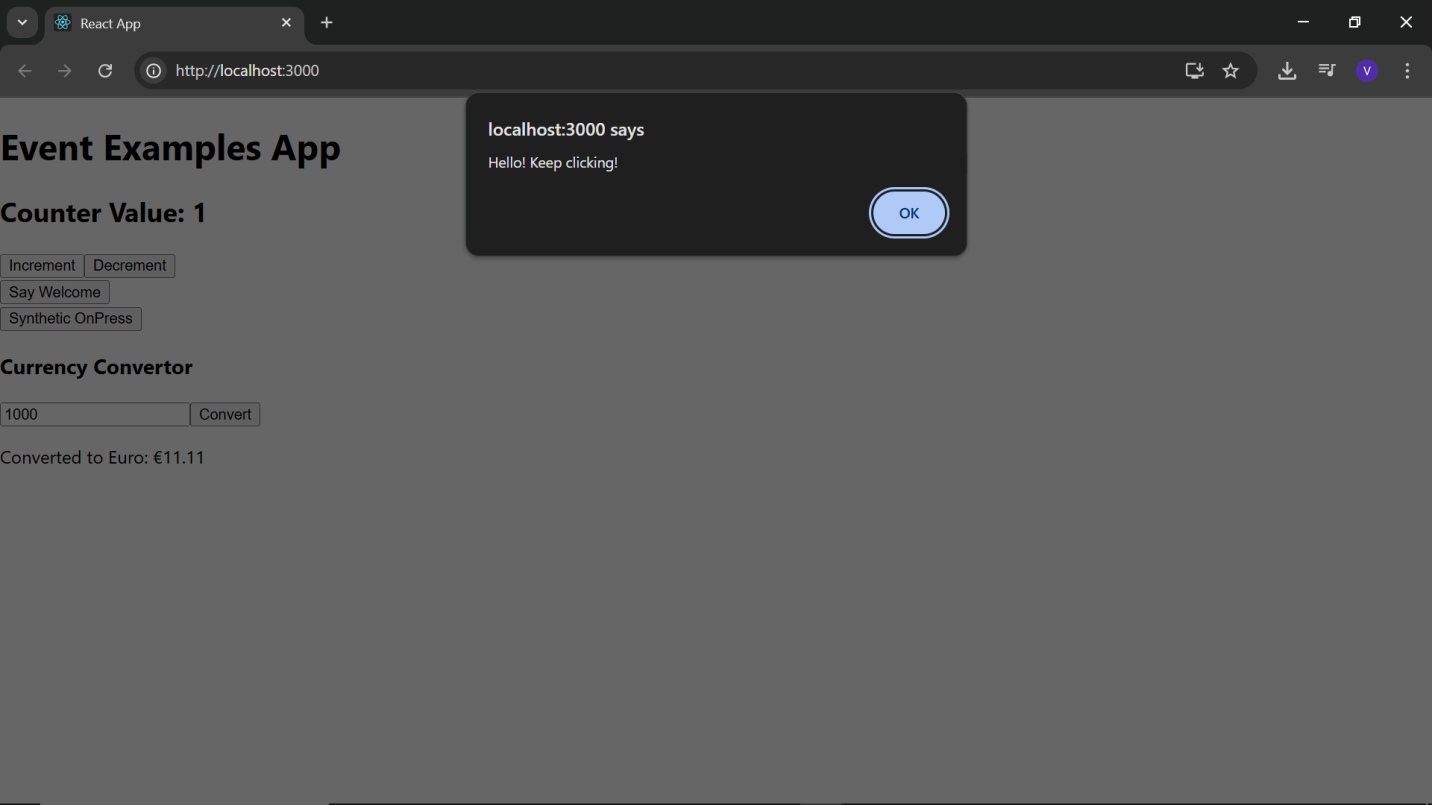 React App
http://localhost:3000
V
localhost:3000 says
Hello! Keep clicking!
OK
Event Examples App
Counter Value: 1
Increment Decrement
Say Welcome
Synthetic OnPress
Currency Convertor
1000 Convert
Converted to Euro: €11.11